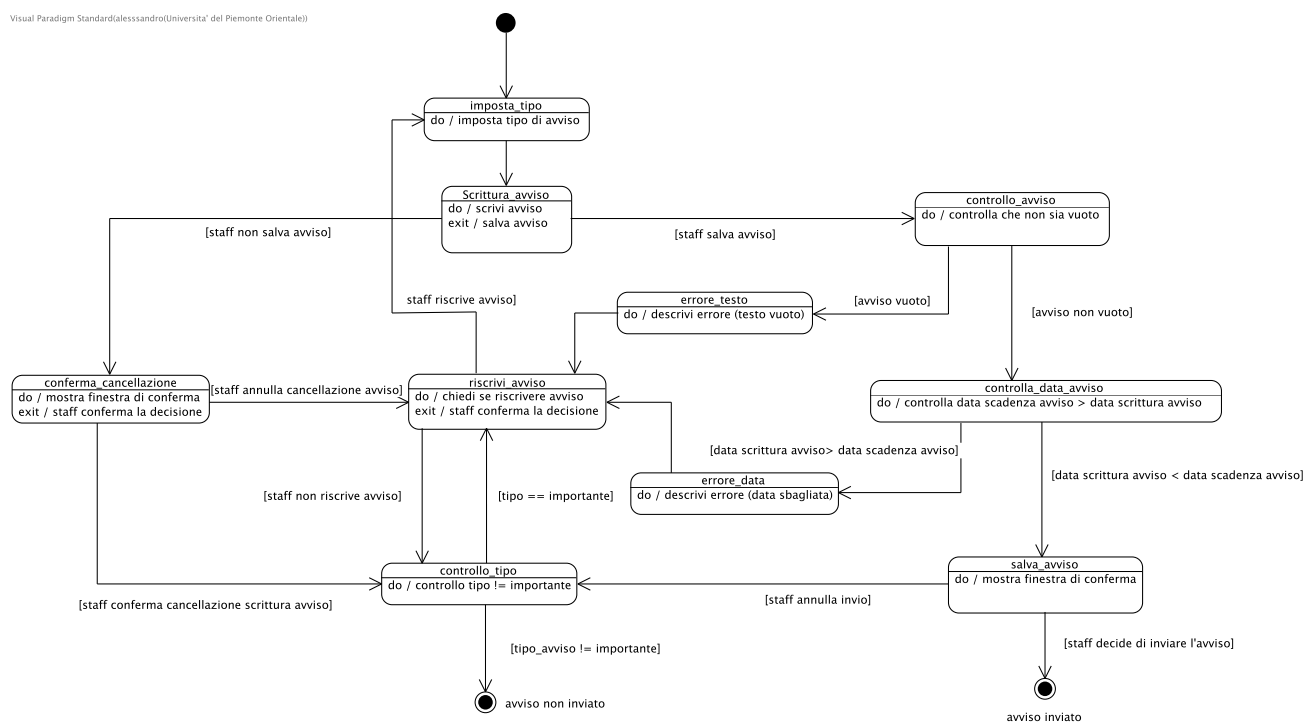 Visual Paradigm Standard(alesssandro(Universita' del Piemonte Orientale))
imposta_tipo
do / imposta tipo di avviso
Scrittura_avviso
do / scrivi avviso
exit / salva avviso
controllo_avviso
do / controlla che non sia vuoto
[staff non salva avviso]
[staff salva avviso]
staff riscrive avviso]
errore_testo
do / descrivi errore (testo vuoto)
[avviso vuoto]
[avviso non vuoto]
conferma_cancellazione
do / mostra finestra di conferma
exit / staff conferma la decisione
[staff annulla cancellazione avviso]
riscrivi_avviso
do / chiedi se riscrivere avviso
exit / staff conferma la decisione
controlla_data_avviso
do / controlla data scadenza avviso > data scrittura avviso
[data scrittura avviso> data scadenza avviso]
[data scrittura avviso < data scadenza avviso]
errore_data
do / descrivi errore (data sbagliata)
[staff non riscrive avviso]
[tipo == importante]
controllo_tipo
do / controllo tipo != importante
salva_avviso
do / mostra finestra di conferma
[staff conferma cancellazione scrittura avviso]
[staff annulla invio]
[tipo_avviso != importante]
[staff decide di inviare l'avviso]
avviso non inviato
avviso inviato